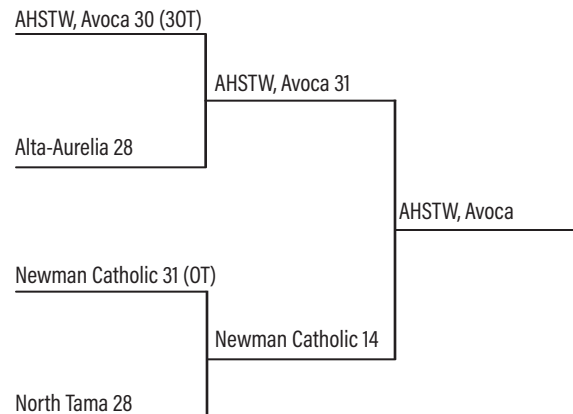 AHSTW, Avoca 30 (3OT)
AHSTW, Avoca 31
Alta-Aurelia 28
AHSTW, Avoca
Newman Catholic 31 (OT)
Newman Catholic 14
North Tama 28